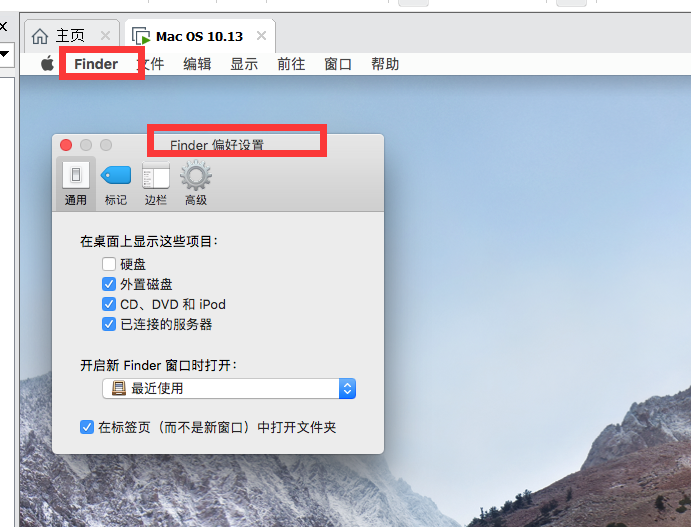 主页
Mac OS 10.13
Finder 文件 编辑 显示 前往 窗口 帮助
Finder 偏好设置
通用 标记 边栏 高级
在桌面上显示这些项目：
硬盘
外置磁盘
CD、DVD 和 iPod
已连接的服务器
开启新 Finder 窗口时打开：
最近使用
在标签页（而不是新窗口）中打开文件夹